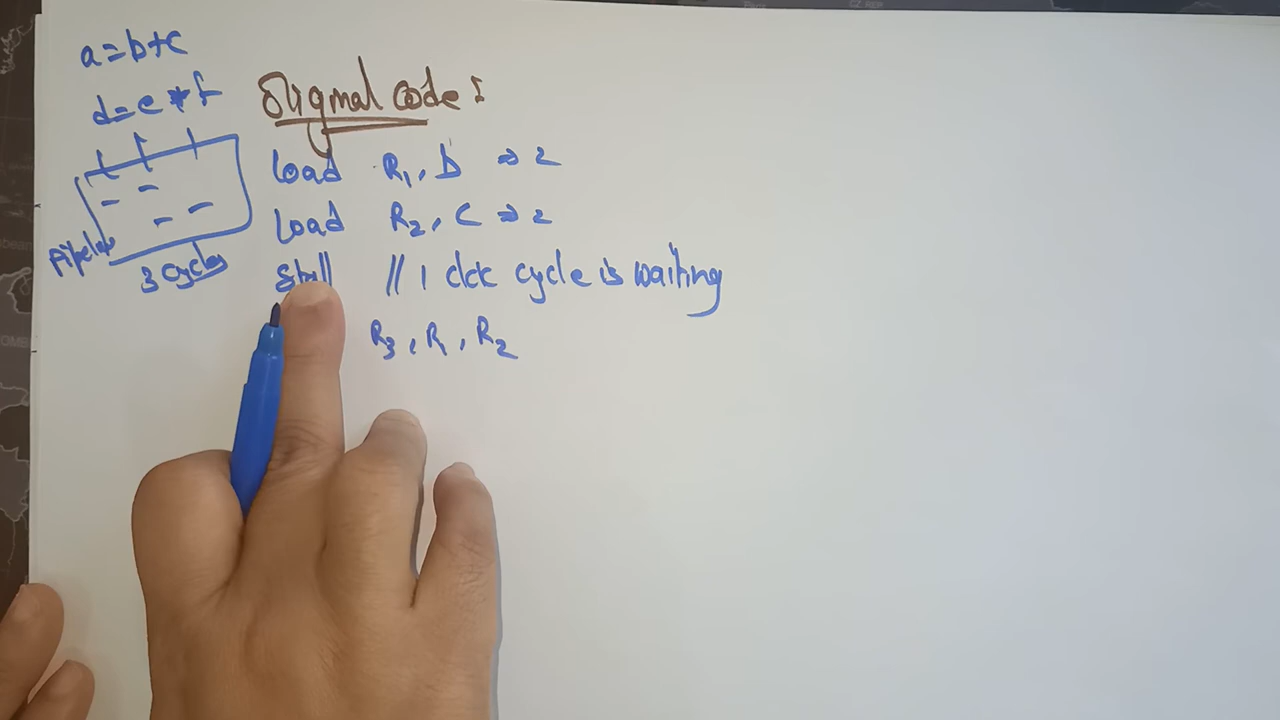 a=b+c
d=e*f
Original code:
Load R1, b ⇒ 2
Load R2, c ⇒ 2
Stall // 1 clck cycle is waiting
R3, R1, R2
Pipeline
3 cycles